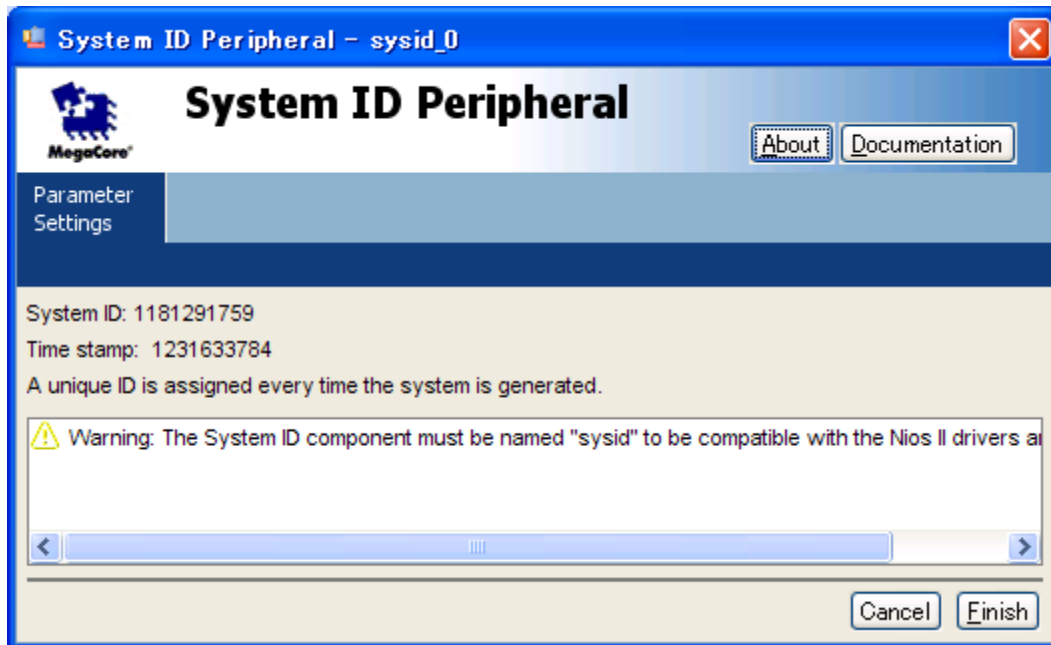 System ID Peripheral - sysid_0
System ID Peripheral
MegaCore®
About Documentation
Parameter
Settings
System ID: 1181291759
Time stamp: 1231633784
A unique ID is assigned every time the system is generated.
Warning: The System ID component must be named "sysid" to be compatible with the Nios II drivers
Cancel Finish